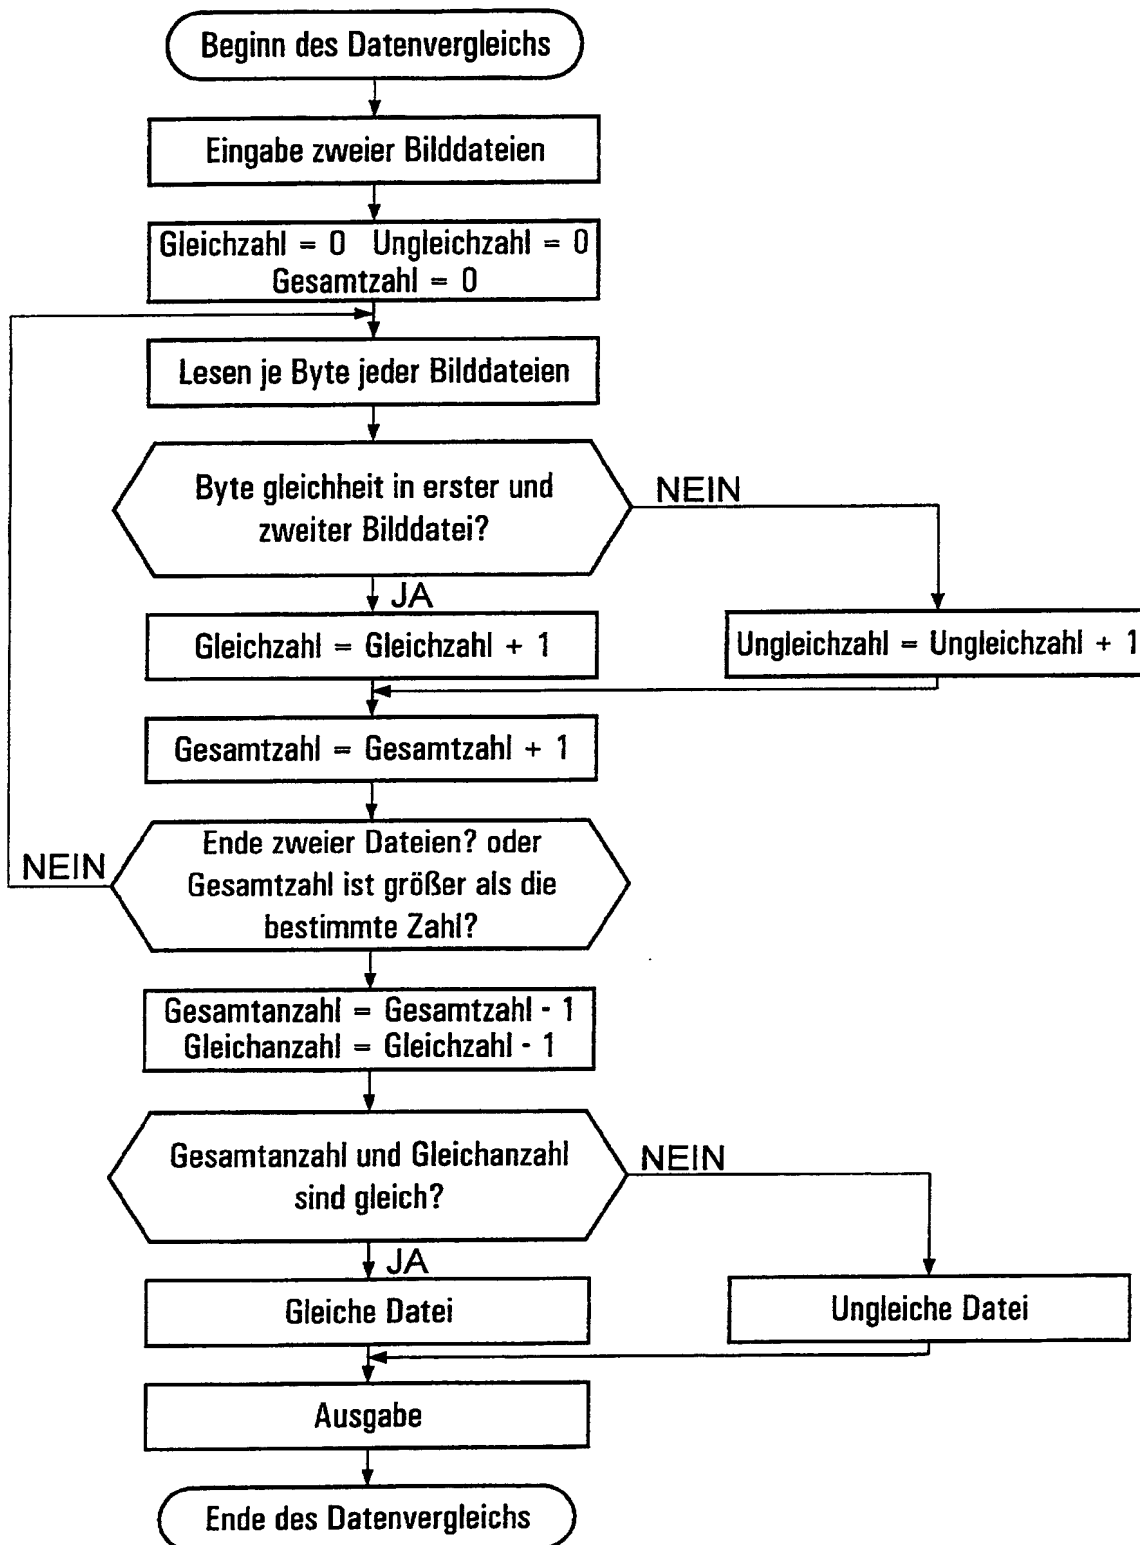 Beginn des Datenvergleichs
Eingabe zweier Bilddateien
Gleichzahl = 0 Ungleichzahl = 0
Gesamtzahl = 0
Lesen je Byte jeder Bilddateien
Byte gleichheit in erster und
zweiter Bilddatei?
NEIN
JA
Gleichzahl = Gleichzahl + 1
Ungleichzahl = Ungleichzahl + 1
Gesamtzahl = Gesamtzahl + 1
Ende zweier Dateien? oder
Gesamtzahl ist größer als die
bestimmte Zahl?
NEIN
Gesamtanzahl = Gesamtzahl - 1
Gleichanzahl = Gleichzahl - 1
Gesamtanzahl und Gleichanzahl
sind gleich?
NEIN
JA
Gleiche Datei
Ungleiche Datei
Ausgabe
Ende des Datenvergleichs